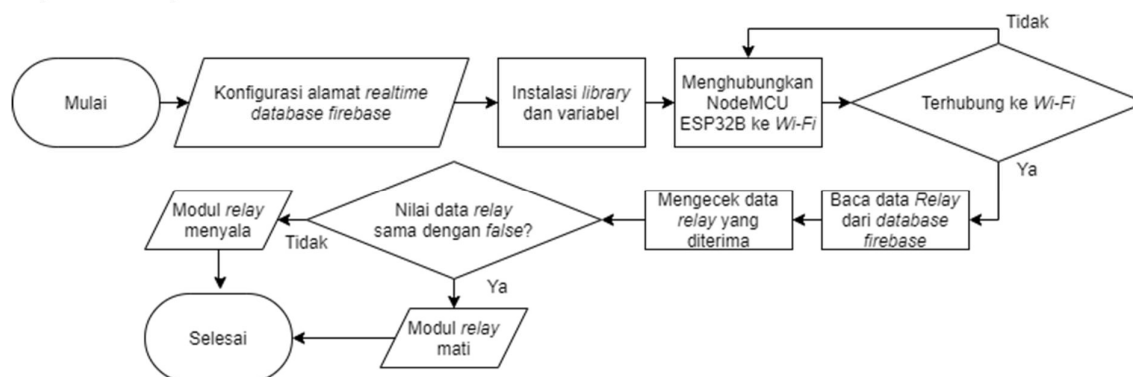 Tidak
Mulai
Konfigurasi alamat realtime
database firebase
Instalasi library
dan variabel
Menghubungkan
NodeMCU
ESP32B ke Wi-Fi
Terhubung ke Wi-Fi
Ya
Baca data Relay
dari database
firebase
Mengecek data
relay yang
diterima
Nilai data relay
sama dengan false?
Tidak
Modul relay
menyala
Ya
Modul relay
mati
Selesai